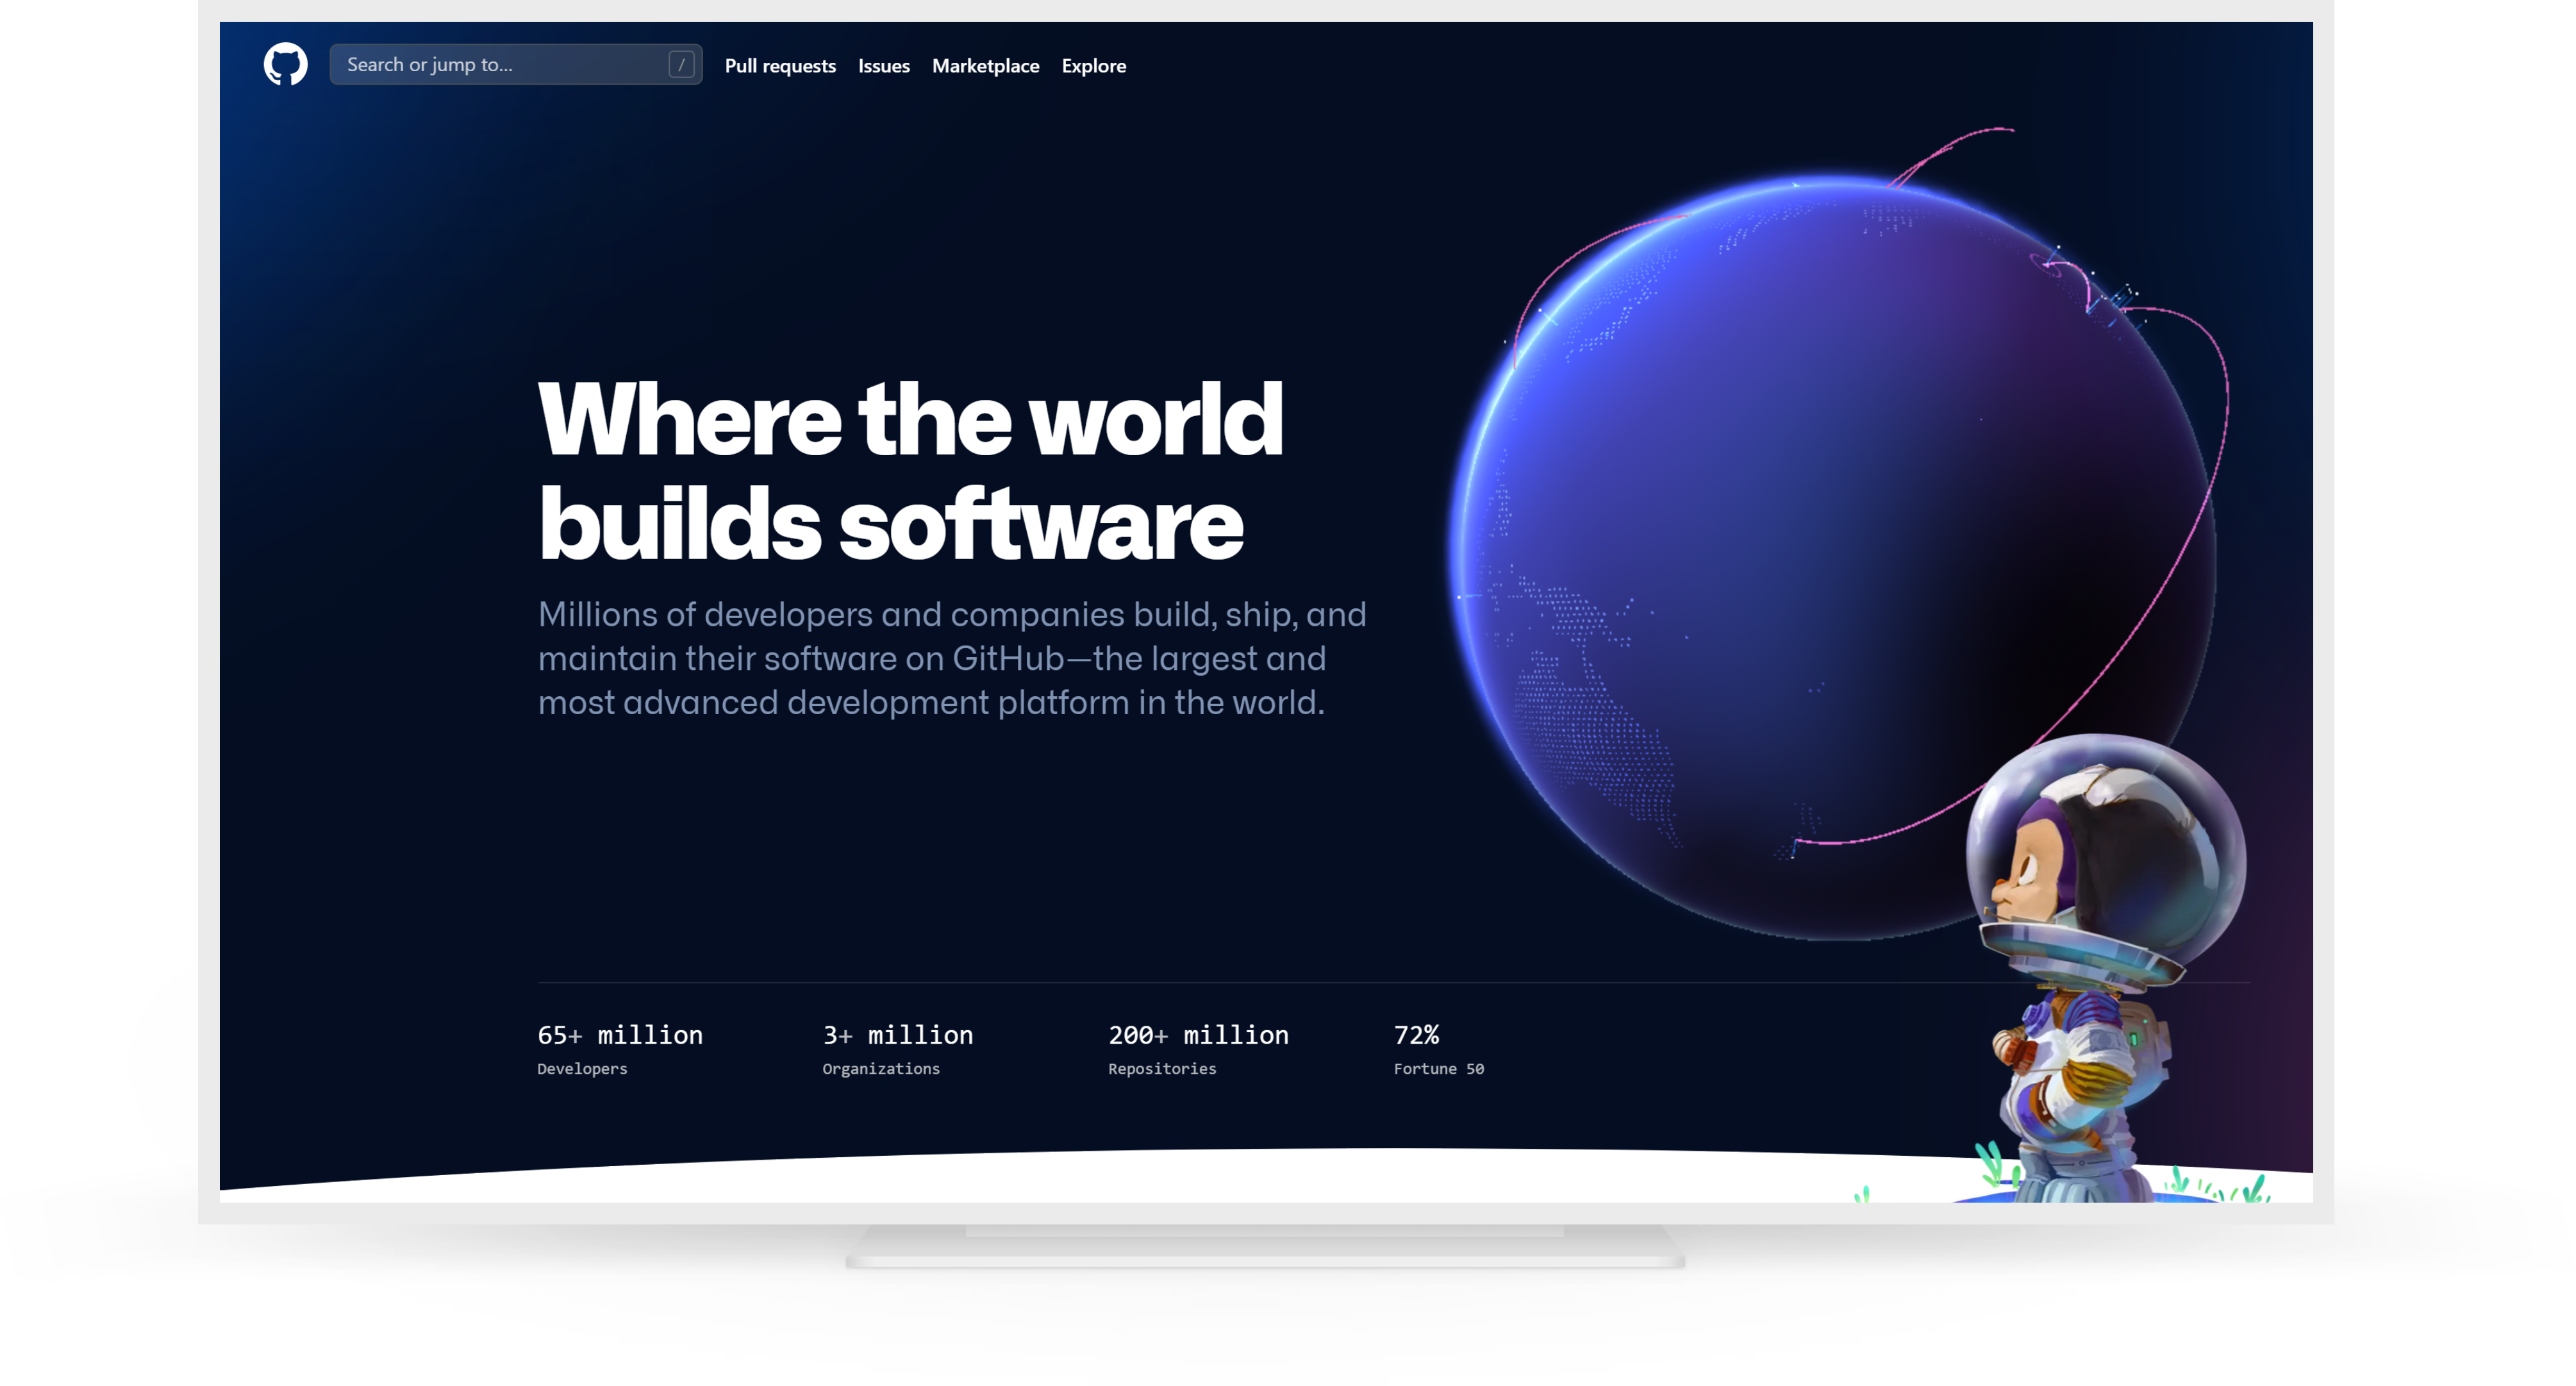 Search or jump to... /
Pull requests Issues Marketplace Explore
Where the world
builds software
Millions of developers and companies build, ship, and
maintain their software on GitHub—the largest and
most advanced development platform in the world.
65+ million
Developers
3+ million
Organizations
200+ million
Repositories
72%
Fortune 50